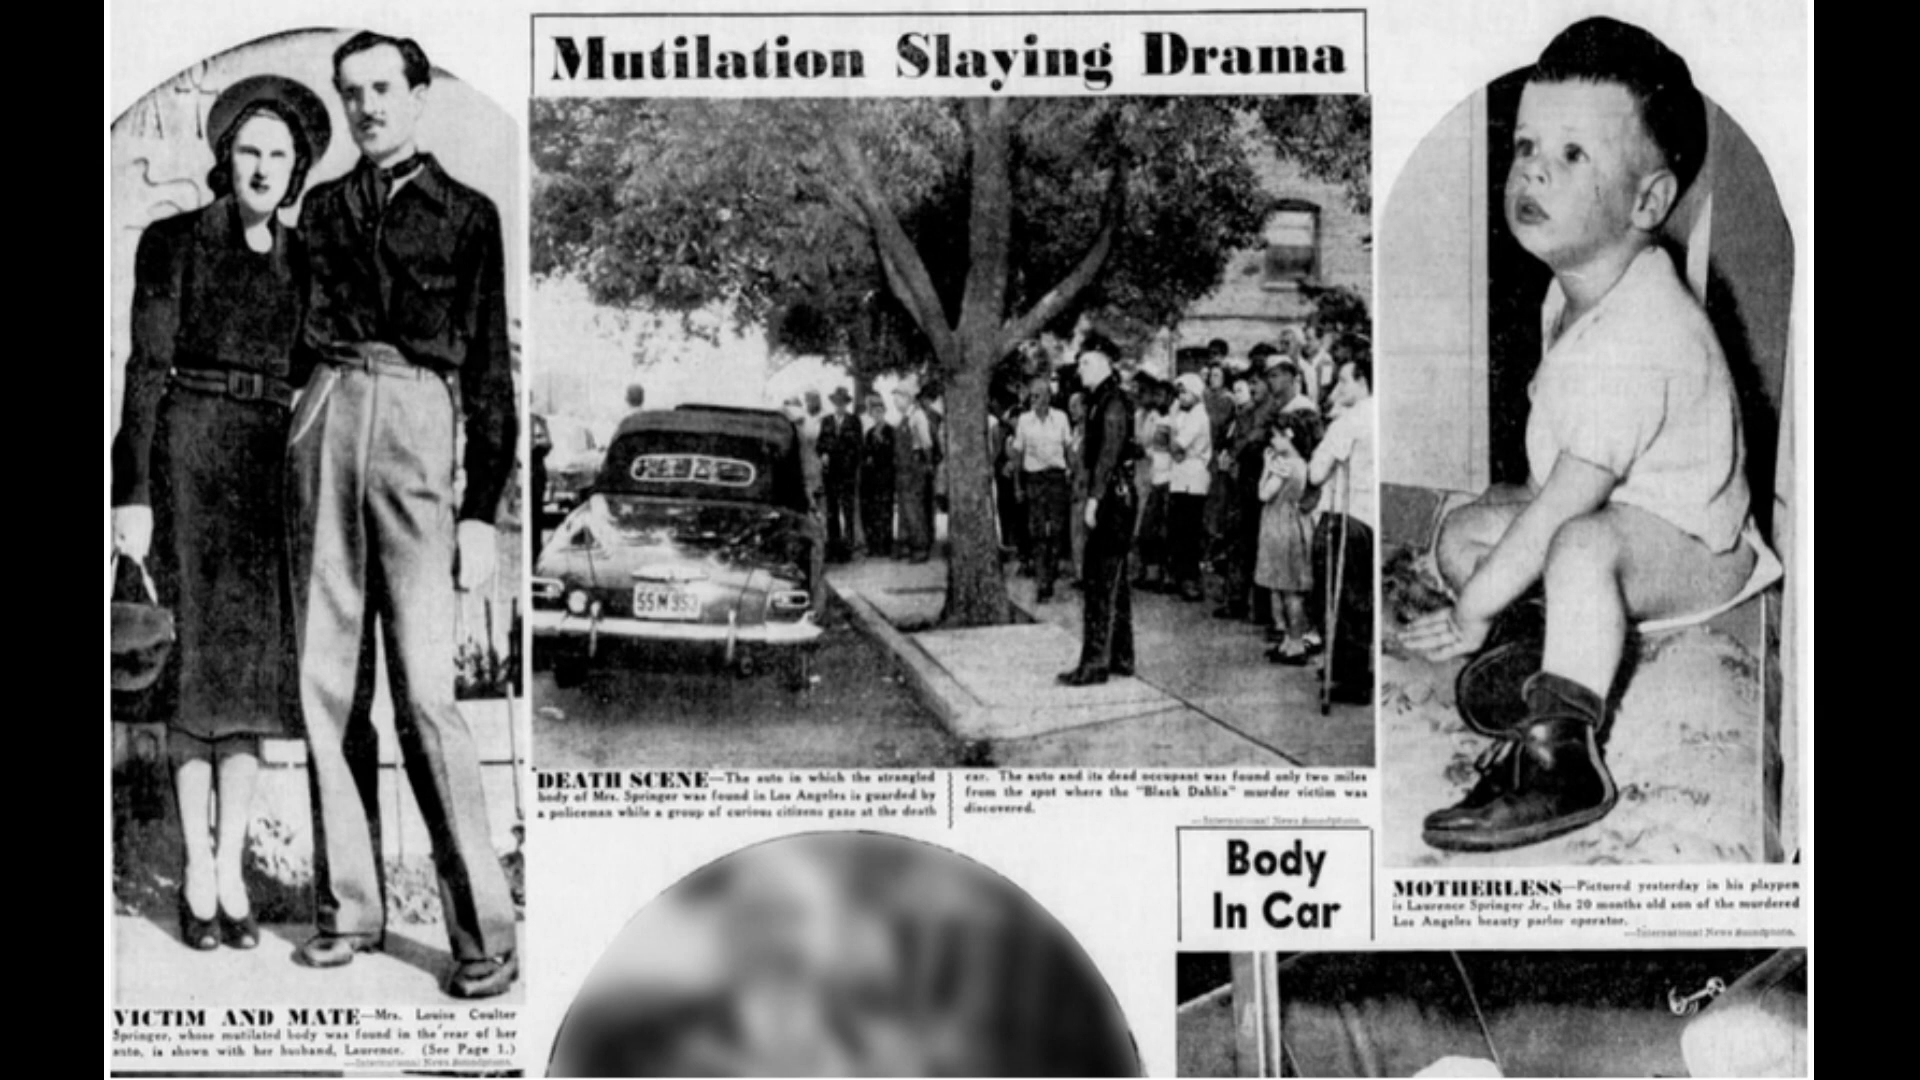 Mutilation Slaying Drama
DEATH SCENE—The auto in which the strangled
body of Mrs. Springer was found in Los Angeles is guarded by
a policeman while a group of curious citizens gaze at the death
car. The auto and its dead occupant was found only two miles
from the spot where the "Black Dahlia" murder victim was
discovered.
—International News Soundphoto.
Body
In Car
MOTHERLESS—Pictured yesterday in his playpen
is Laurence Springer Jr., the 20 months old son of the murdered
Los Angeles beauty parlor operator.
—International News Soundphoto.
VICTIM AND MATE—Mrs. Louise Coulter
Springer, whose mutilated body was found in the rear of her
auto, is shown with her husband, Laurence. (See Page 1.)
—International News Soundphoto.
55 M 353